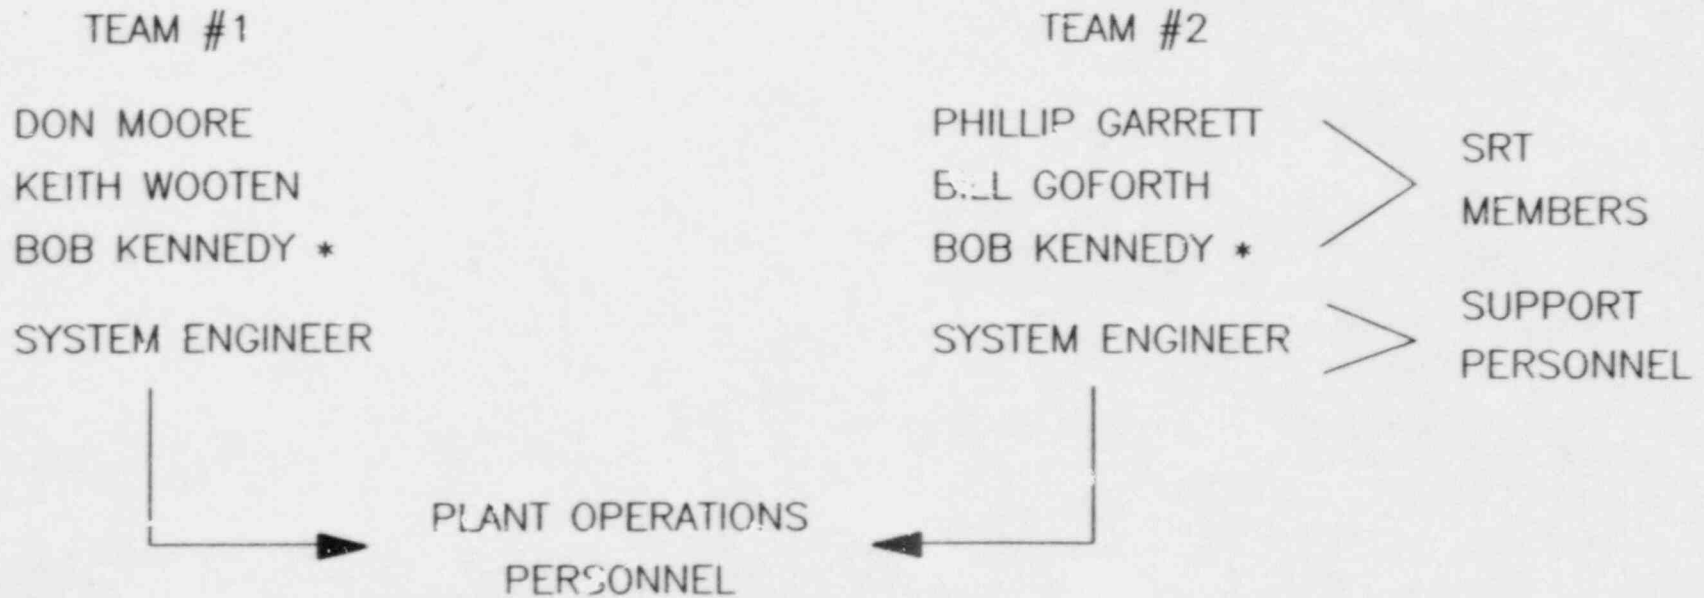 TEAM #1
DON MOORE
KEITH WOOTEN
BOB KENNEDY *
SYSTEM ENGINEER
TEAM #2
PHILLIP GARRETT
BILL GOFORTH
BOB KENNEDY *
SYSTEM ENGINEER
SRT
MEMBERS
SUPPORT
PERSONNEL
PLANT OPERATIONS
PERSONNEL